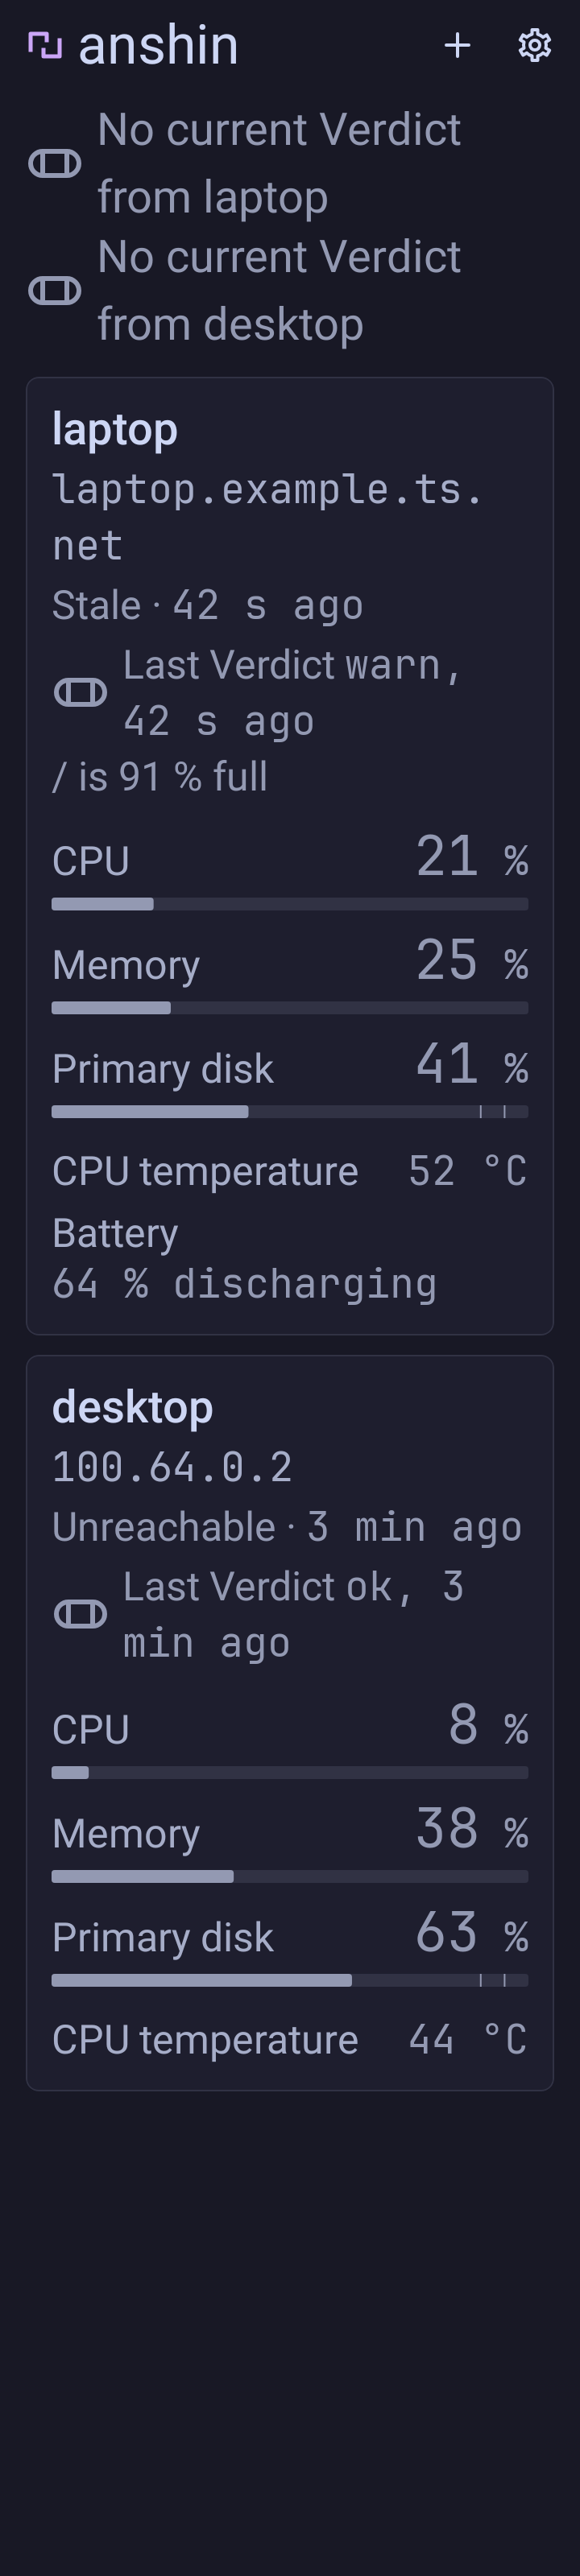 anshin
No current Verdict
from laptop
No current Verdict
from desktop
laptop
laptop.example.ts.
net
Stale · 42 s ago
Last Verdict warn,
42 s ago
/ is 91 % full
CPU 21 %
Memory 25 %
Primary disk 41 %
CPU temperature 52 °C
Battery
64 % discharging
desktop
100.64.0.2
Unreachable · 3 min ago
Last Verdict ok, 3
min ago
CPU 8 %
Memory 38 %
Primary disk 63 %
CPU temperature 44 °C